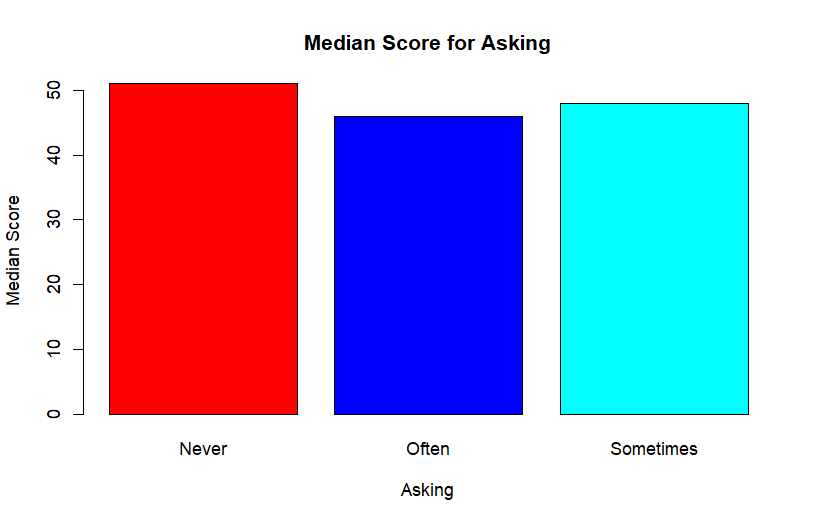 Median Score for Asking
Median Score
50
40
30
20
10
0
Never
Often
Sometimes
Asking